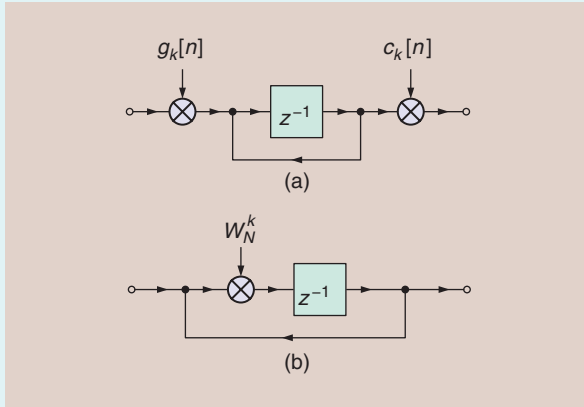 g_k[n] c_k[n]
z^{-1}
(a)
W_N^k
z^{-1}
(b)